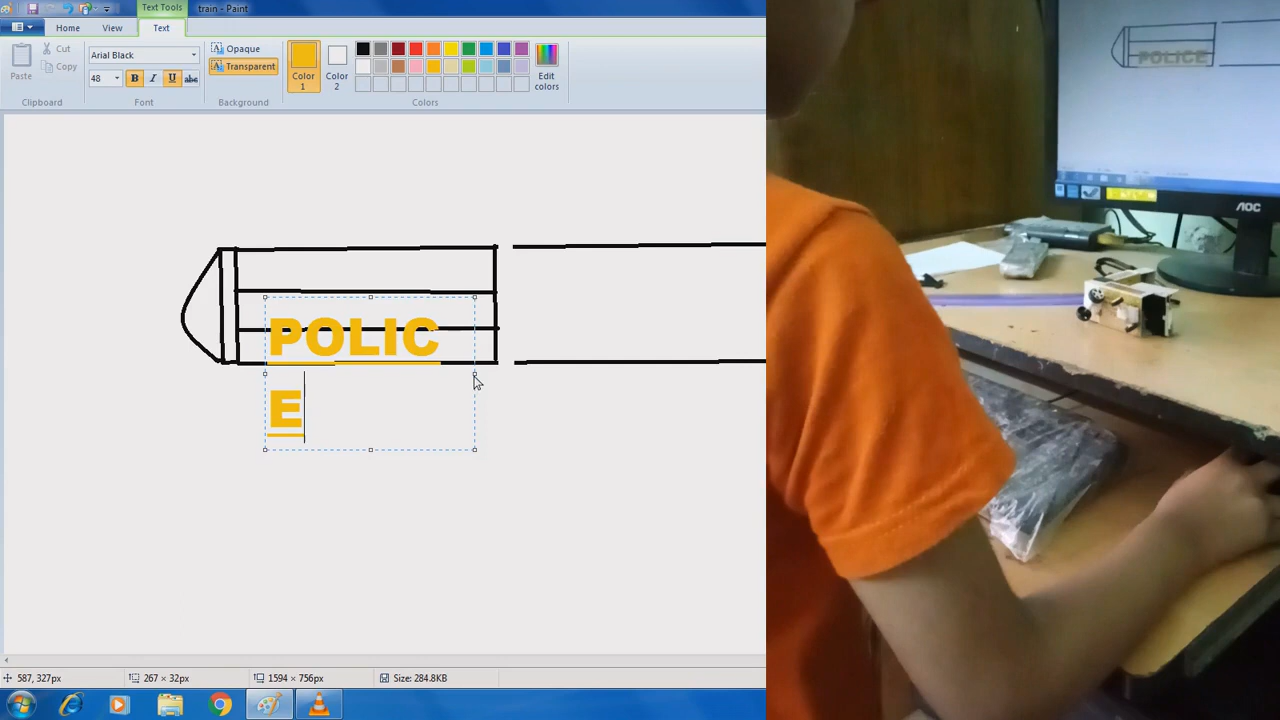 Text Tools
train - Paint
Home
View
Text
Paste
Cut
Copy
Clipboard
Arial Black
48
B
I
U
abc
Font
A
Opaque
A
Transparent
Background
Color
1
Color
2
Edit
colors
Colors
POLIC
E
587, 327px
267 × 32px
1594 × 756px
Size: 284.8KB
POLICE
AOC